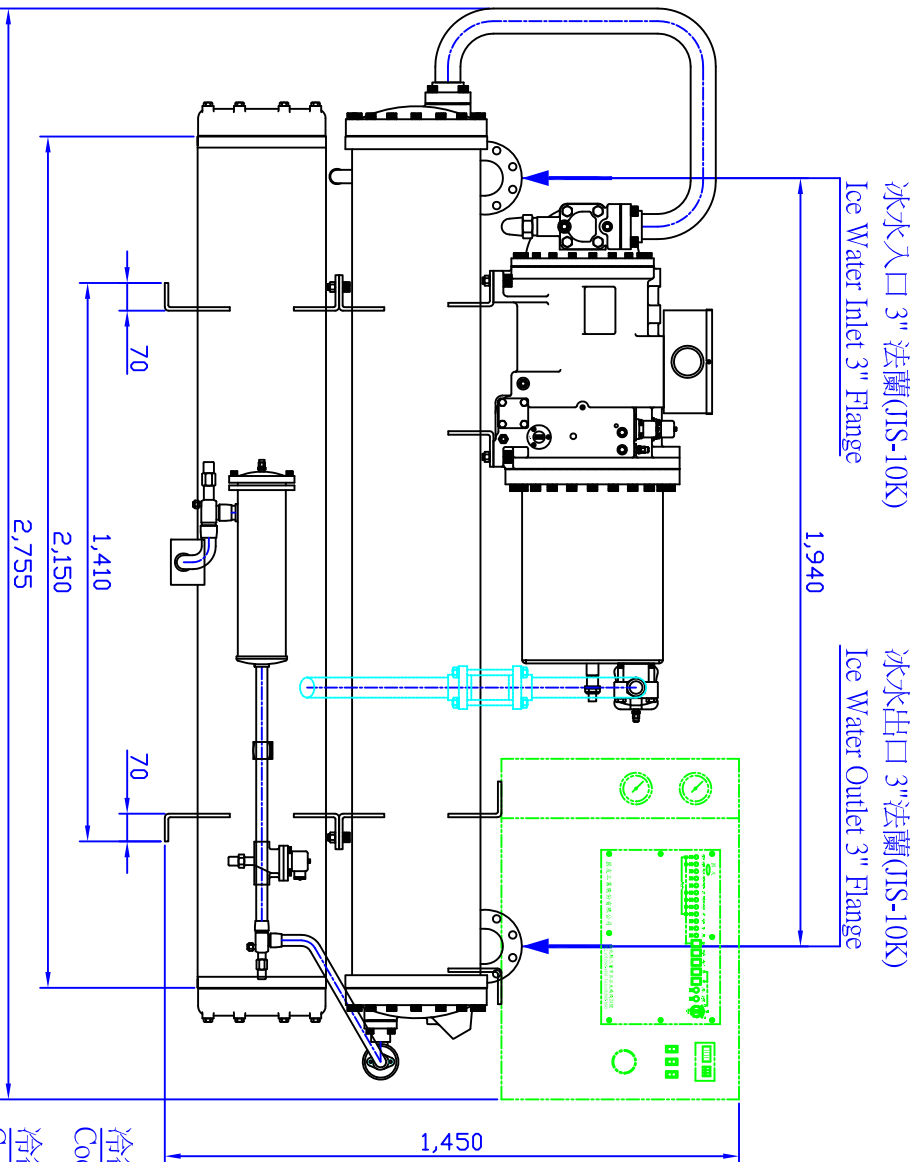 冰水入口 3" 法蘭(JIS-10K)
Ice Water Inlet 3" Flange
冰水出口 3"法蘭(JIS-10K)
Ice Water Outlet 3" Flange
1,940
70
70
1,410
2,150
2,755
1,450